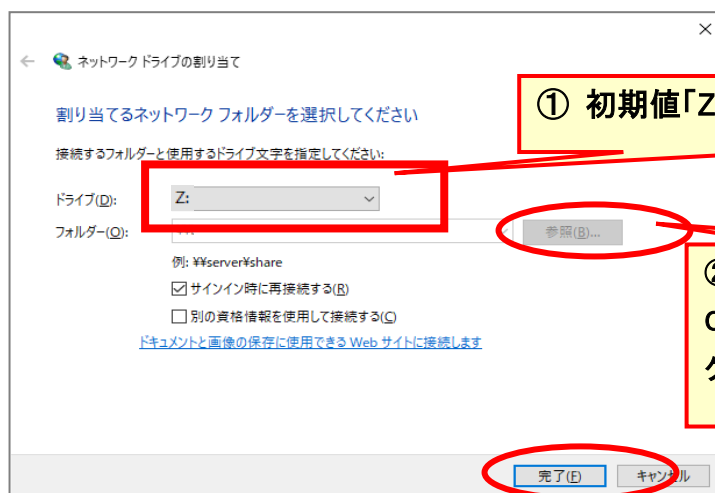 ネットワーク ドライブの割り当て
割り当てるネットワーク フォルダーを選択してください
① 初期値「Z
接続するフォルダーと使用するドライブ文字を指定してください:
ドライブ(D): Z:
フォルダー(O): 参照(B)...
例: ¥¥server¥share
サインイン時に再接続する(R)
別の資格情報を使用して接続する(C)
ドキュメントと画像の保存に使用できる Web サイトに接続します
②
完了(F) キャンセル